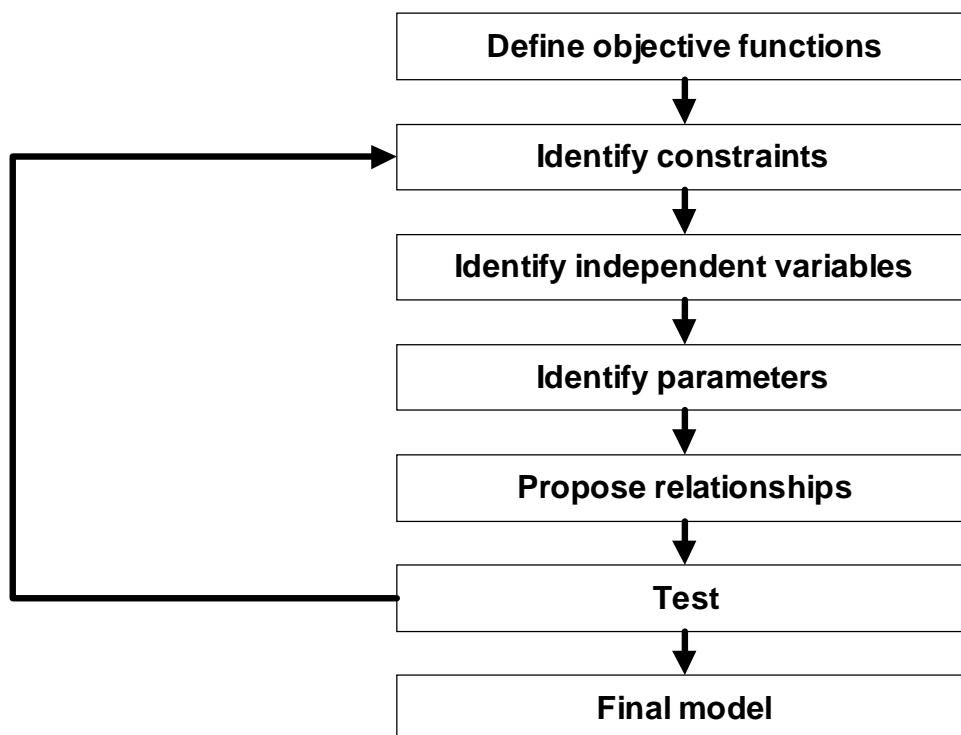 Define objective functions
Identify constraints
Identify independent variables
Identify parameters
Propose relationships
Test
Final model